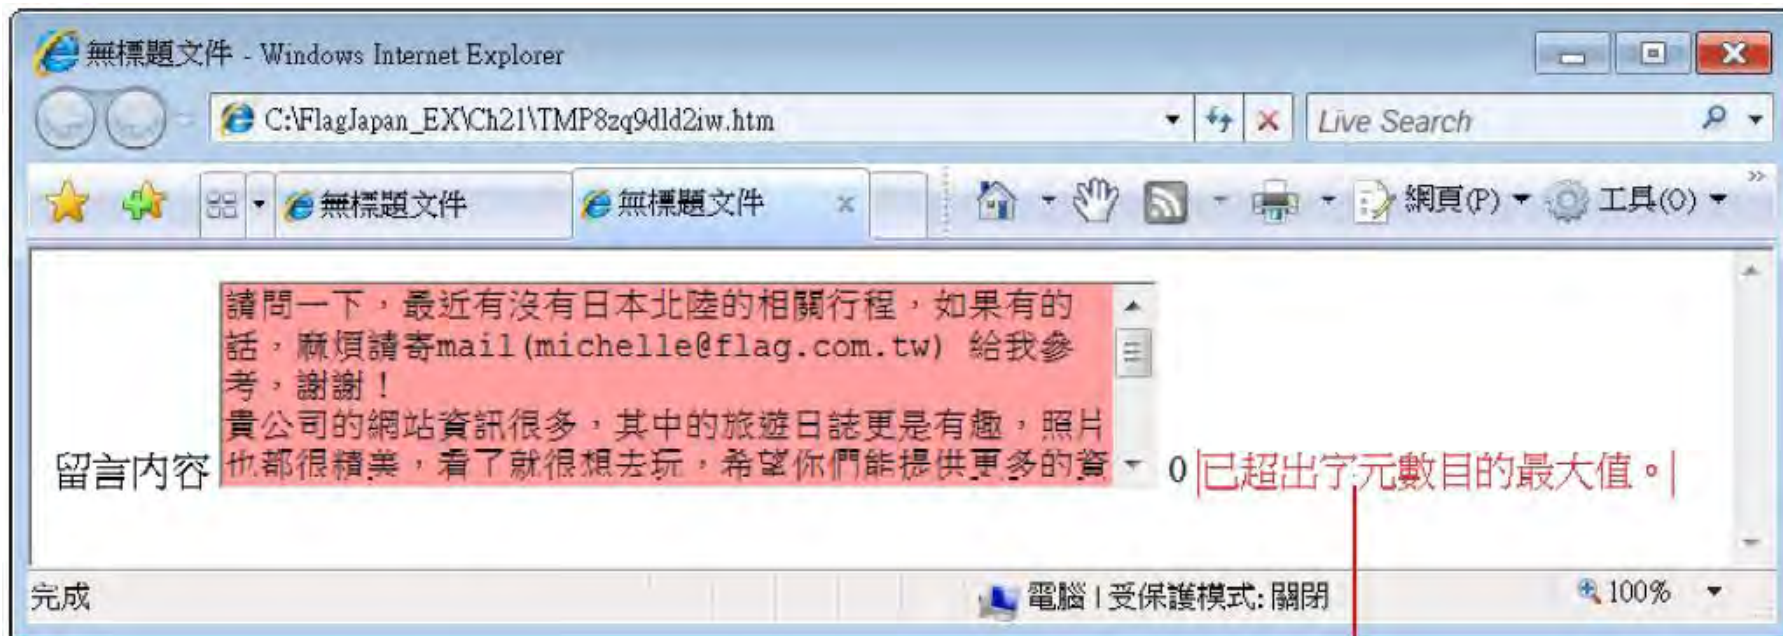 無標題文件 - Windows Internet Explorer
C:\FlagJapan_EX\Ch21\TMP8zq9dld2iw.htm Live Search
無標題文件 無標題文件 網頁(P) 工具(O)
請問一下，最近有沒有日本北陸的相關行程，如果有的
話，麻煩請寄mail(michelle@flag.com.tw) 給我參
考，謝謝！
貴公司的網站資訊很多，其中的旅遊日誌更是有趣，照片
留言內容 也都很精美，看了就很想去玩，希望你們能提供更多的資 0 已超出字元數目的最大值。
完成 電腦 | 受保護模式: 關閉 100%